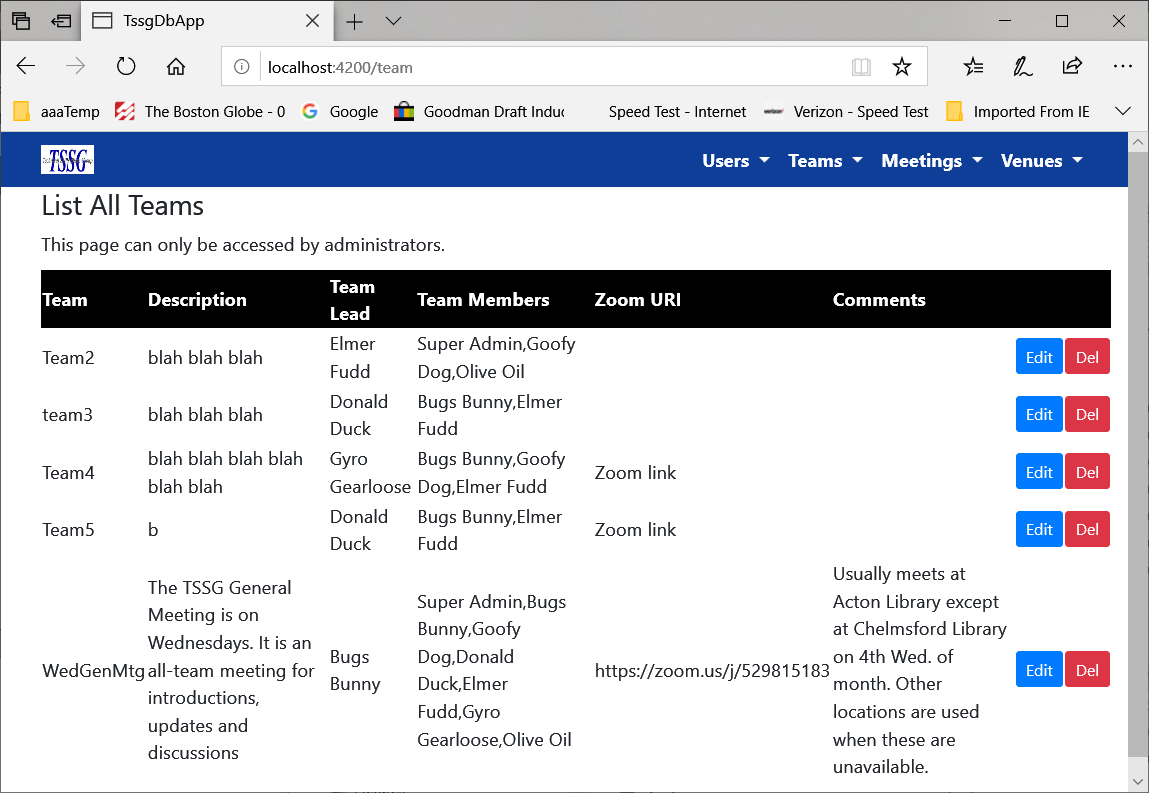 TssgDbApp
localhost:4200/team
aaaTemp The Boston Globe - 0 Google Goodman Draft Induc Speed Test - Internet Verizon - Speed Test Imported From IE
TSSG Users Teams Meetings Venues
List All Teams
This page can only be accessed by administrators.
Team Description Team Lead Team Members Zoom URI Comments
Team2 blah blah blah Elmer Fudd Super Admin,Goofy Dog,Olive Oil Edit Del
team3 blah blah blah Donald Duck Bugs Bunny,Elmer Fudd Edit Del
Team4 blah blah blah blah blah blah Gyro Gearloose Bugs Bunny,Goofy Dog,Elmer Fudd Zoom link Edit Del
Team5 b Donald Duck Bugs Bunny,Elmer Fudd Zoom link Edit Del
WedGenMtg
The TSSG General
Meeting is on
Wednesdays. It is an
all-team meeting for
introductions,
updates and
discussions
Bugs
Bunny
Super Admin,Bugs
Bunny,Goofy
Dog,Donald
Duck,Elmer
Fudd,Gyro
Gearloose,Olive Oil
https://zoom.us/j/529815183
Usually meets at
Acton Library except
at Chelmsford Library
on 4th Wed. of
month. Other
locations are used
when these are
unavailable.
Edit Del